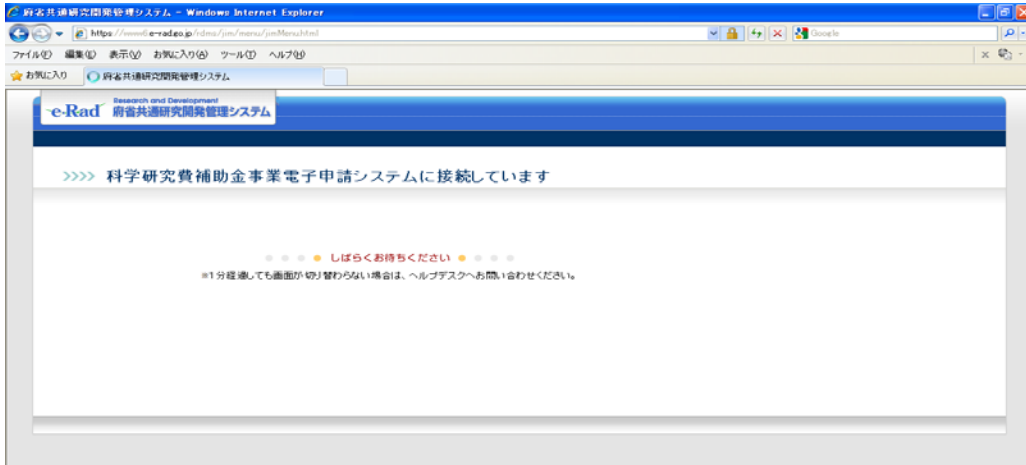 府省共通研究開発管理システム - Windows Internet Explorer
https://www6.e-rad.go.jp/rdms/jim/menu/jimMenu.html
Google
ファイル(F) 編集(E) 表示(V) お気に入り(A) ツール(T) ヘルプ(H)
お気に入り 府省共通研究開発管理システム
Research and Development
e-Rad 府省共通研究開発管理システム
>>>> 科学研究費補助金事業電子申請システムに接続しています
しばらくお待ちください
※1分経過しても画面が切り替わらない場合は、ヘルプデスクへお問い合わせください。